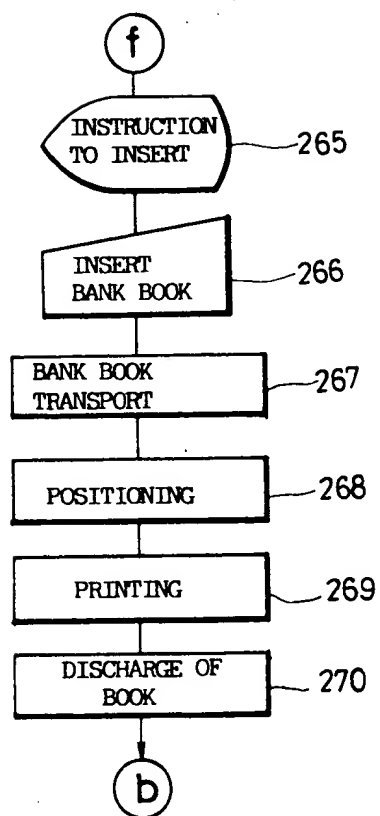 f
INSTRUCTION
TO INSERT
265
INSERT
BANK BOOK
266
BANK BOOK
TRANSPORT
267
POSITIONING
268
PRINTING
269
DISCHARGE OF
BOOK
270
b